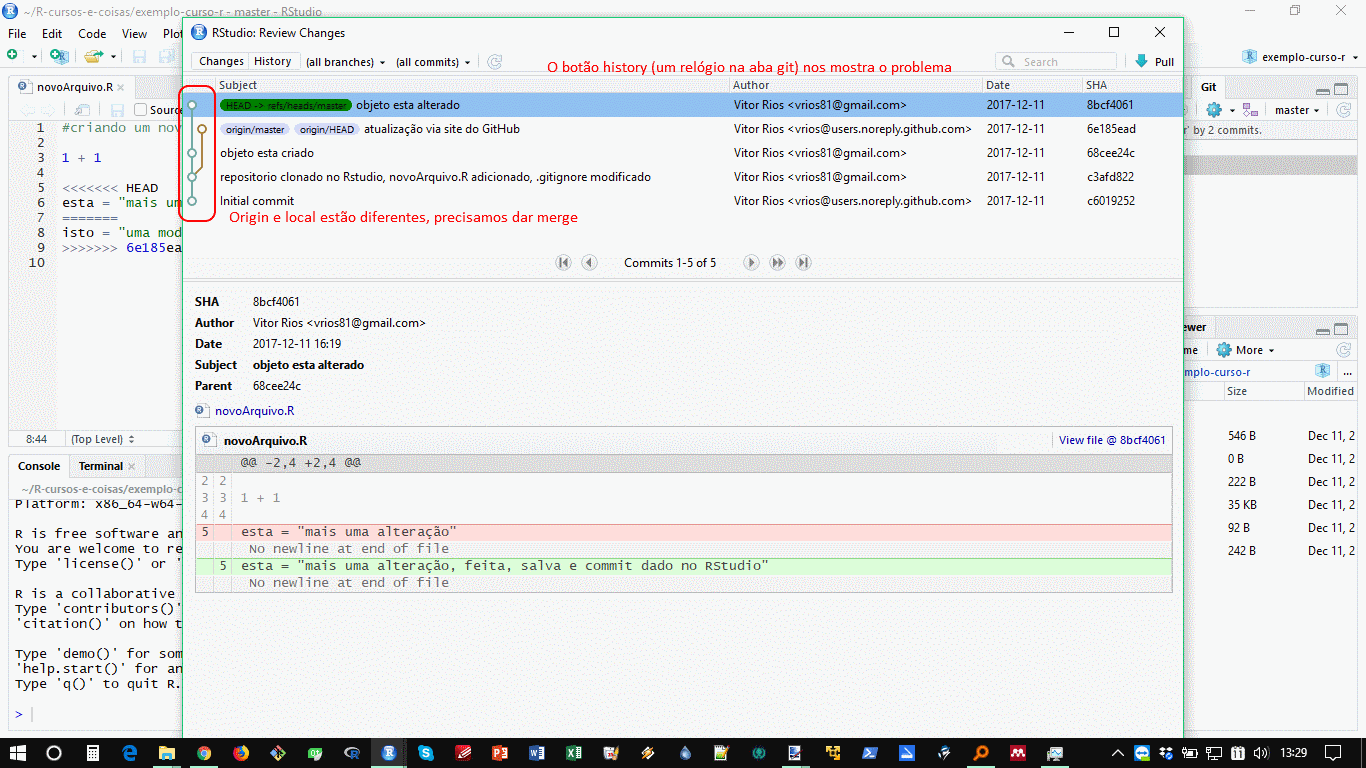 ~/R-cursos-e-coisas/exemplo-curso-r - master - RStudio
File Edit Code View
exemplo-curso-r
novoArquivo.R
Source
1 #criando um nov
2
3 1 + 1
4
5 <<<<<<< HEAD
6 esta = "mais um
7 =======
8 isto = "uma mod
9 >>>>>>> 6e185ea
10
8:44 (Top Level)
Console Terminal
~/R-cursos-e-coisas/exemplo-c
Platform: x86_64-w64-
R is free software an
You are welcome to re
Type 'license()' or '
R is a collaborative
Type 'contributors()'
'citation()' on how t
Type 'demo()' for som
'help.start()' for an
Type 'q()' to quit R.
>
RStudio: Review Changes
Changes History (all branches) (all commits) Search Pull
O botão history (um relógio na aba git) nos mostra o problema
Subject Author Date SHA
HEAD -> refs/heads/master objeto esta alterado Vitor Rios <vrios81@gmail.com> 2017-12-11 8bcf4061
origin/master origin/HEAD atualização via site do GitHub Vitor Rios <vrios@users.noreply.github.com> 2017-12-11 6e185ead
objeto esta criado Vitor Rios <vrios81@gmail.com> 2017-12-11 68cee24c
repositorio clonado no Rstudio, novoArquivo.R adicionado, .gitignore modificado Vitor Rios <vrios81@gmail.com> 2017-12-11 c3afd822
Initial commit Vitor Rios <vrios@users.noreply.github.com> 2017-12-11 c6019252
Origin e local estão diferentes, precisamos dar merge
Commits 1-5 of 5
SHA 8bcf4061
Author Vitor Rios <vrios81@gmail.com>
Date 2017-12-11 16:19
Subject objeto esta alterado
Parent 68cee24c
novoArquivo.R
novoArquivo.R View file @ 8bcf4061
@@ -2,4 +2,4 @@
2 2
3 3 1 + 1
4 4
5 esta = "mais uma alteração"
No newline at end of file
5 esta = "mais uma alteração, feita, salva e commit dado no RStudio"
No newline at end of file
Git
master
r' by 2 commits.
ewer
me More
mplo-curso-r ...
Size Modified
546 B Dec 11, 2
0 B Dec 11, 2
222 B Dec 11, 2
35 KB Dec 11, 2
92 B Dec 11, 2
242 B Dec 11, 2
13:29